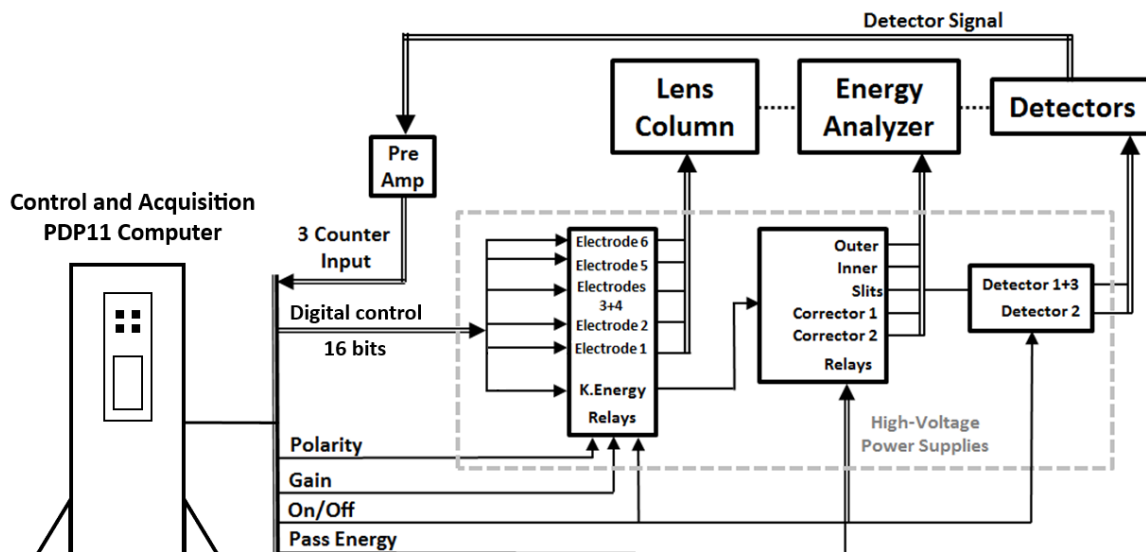 Detector Signal
Lens
Column
Energy
Analyzer
Detectors
Pre
Amp
Control and Acquisition
PDP11 Computer
3 Counter
Input
Digital control
16 bits
Electrode 6
Electrode 5
Electrodes
3+4
Electrode 2
Electrode 1
K.Energy
Relays
Outer
Inner
Slits
Corrector 1
Corrector 2
Relays
Detector 1+3
Detector 2
High-Voltage
Power Supplies
Polarity
Gain
On/Off
Pass Energy